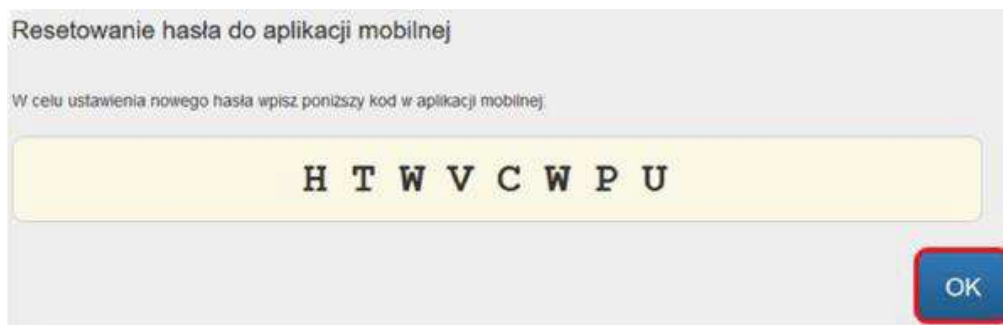 Resetowanie hasła do aplikacji mobilnej
W celu ustawienia nowego hasła wpisz poniższy kod w aplikacji mobilnej:
H T W V C W P U
OK